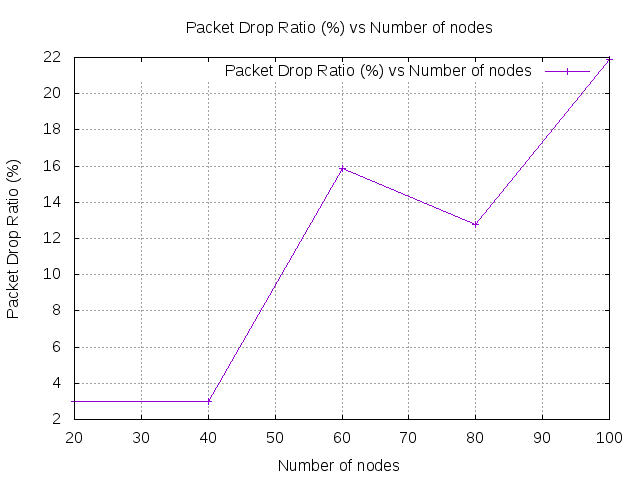 Packet Drop Ratio (%) vs Number of nodes
Packet Drop Ratio (%) vs Number of nodes
Packet Drop Ratio (%)
22
20
18
16
14
12
10
8
6
4
2
20 30 40 50 60 70 80 90 100
Number of nodes